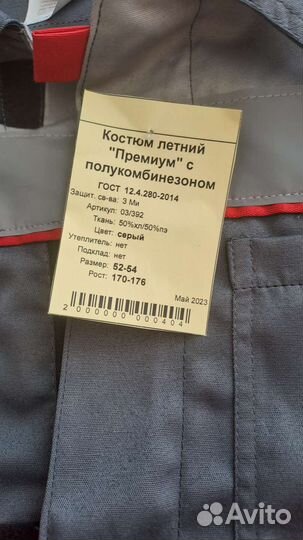 Костюм летний
"Премиум" с
полукомбинезоном
ГОСТ 12.4.280-2014
Защит. св-ва: З Ми
Артикул: 03/392
Ткань: 50%хл/50%пэ
Цвет: серый
Утеплитель: нет
Подклад: нет
Размер: 52-54
Рост: 170-176
Май 2023
2 000000 000404
Avito